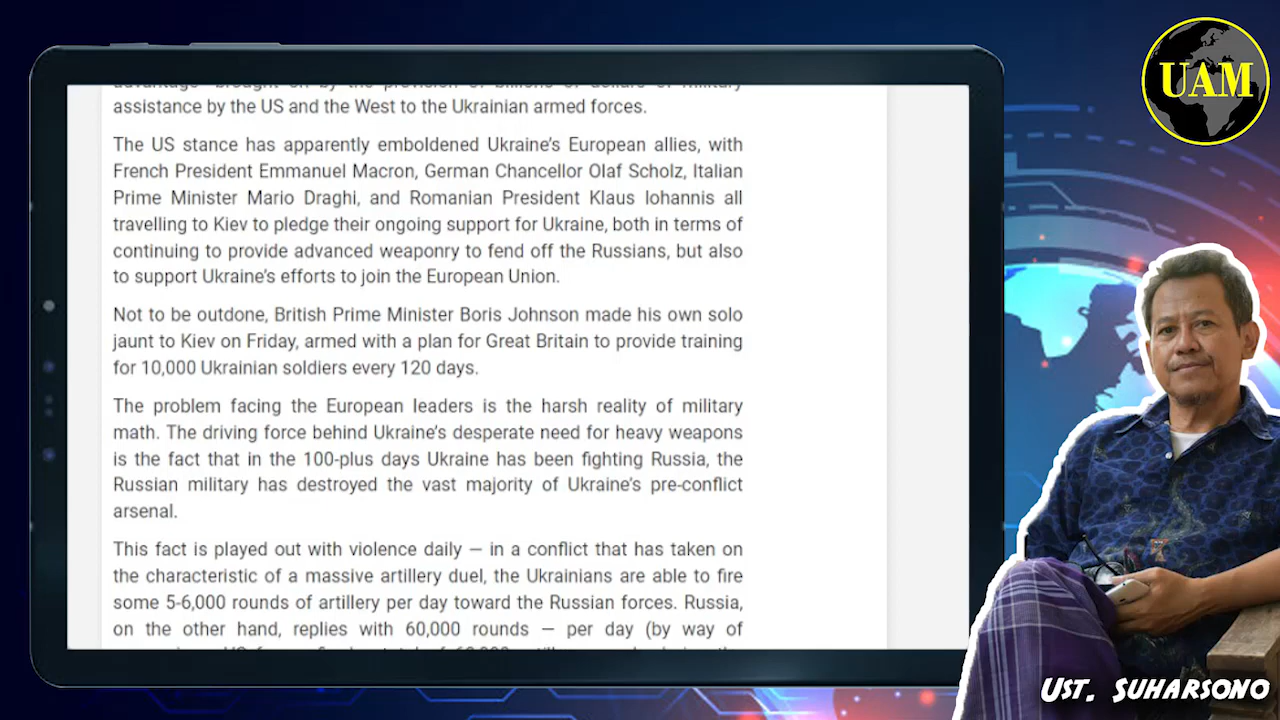 assistance by the US and the West to the Ukrainian armed forces.
The US stance has apparently emboldened Ukraine's European allies, with
French President Emmanuel Macron, German Chancellor Olaf Scholz, Italian
Prime Minister Mario Draghi, and Romanian President Klaus Iohannis all
travelling to Kiev to pledge their ongoing support for Ukraine, both in terms of
continuing to provide advanced weaponry to fend off the Russians, but also
to support Ukraine's efforts to join the European Union.
Not to be outdone, British Prime Minister Boris Johnson made his own solo
jaunt to Kiev on Friday, armed with a plan for Great Britain to provide training
for 10,000 Ukrainian soldiers every 120 days.
The problem facing the European leaders is the harsh reality of military
math. The driving force behind Ukraine's desperate need for heavy weapons
is the fact that in the 100-plus days Ukraine has been fighting Russia, the
Russian military has destroyed the vast majority of Ukraine's pre-conflict
arsenal.
This fact is played out with violence daily — in a conflict that has taken on
the characteristic of a massive artillery duel, the Ukrainians are able to fire
some 5-6,000 rounds of artillery per day toward the Russian forces. Russia,
on the other hand, replies with 60,000 rounds — per day (by way of
UAM
UST. SUHARSONO